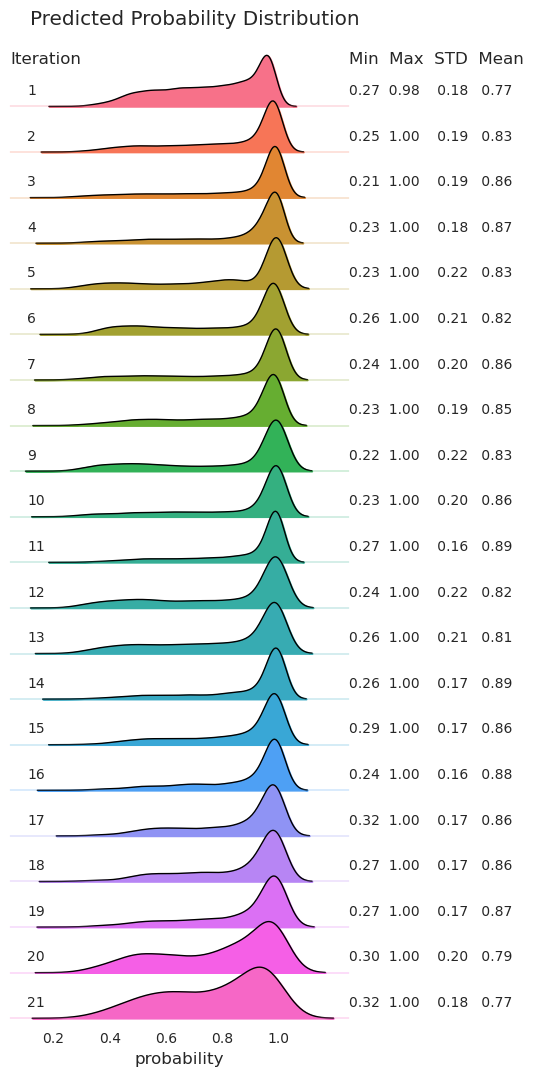 Predicted Probability Distribution
Iteration Min Max STD Mean
1 0.27 0.98 0.18 0.77
2 0.25 1.00 0.19 0.83
3 0.21 1.00 0.19 0.86
4 0.23 1.00 0.18 0.87
5 0.23 1.00 0.22 0.83
6 0.26 1.00 0.21 0.82
7 0.24 1.00 0.20 0.86
8 0.23 1.00 0.19 0.85
9 0.22 1.00 0.22 0.83
10 0.23 1.00 0.20 0.86
11 0.27 1.00 0.16 0.89
12 0.24 1.00 0.22 0.82
13 0.26 1.00 0.21 0.81
14 0.26 1.00 0.17 0.89
15 0.29 1.00 0.17 0.86
16 0.24 1.00 0.16 0.88
17 0.32 1.00 0.17 0.86
18 0.27 1.00 0.17 0.86
19 0.27 1.00 0.17 0.87
20 0.30 1.00 0.20 0.79
21 0.32 1.00 0.18 0.77
0.2 0.4 0.6 0.8 1.0
probability